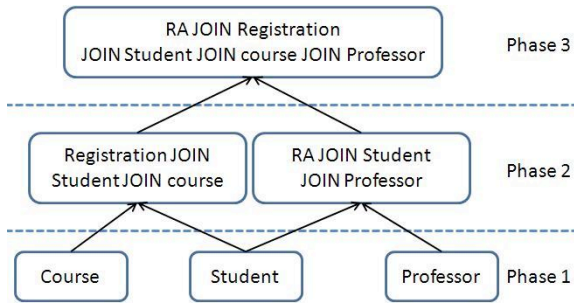 RA JOIN Registration
JOIN Student JOIN course JOIN Professor
Phase 3
Registration JOIN
Student JOIN course
RA JOIN Student
JOIN Professor
Phase 2
Course
Student
Professor
Phase 1